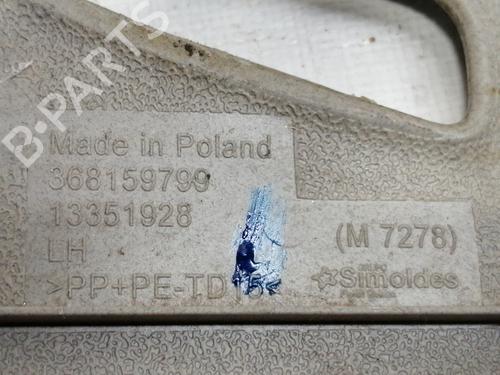 B-PARTS
Made in Poland
368159799
13351928
LH
>PP+PE-TD15<
(M 7278)
Simoldes